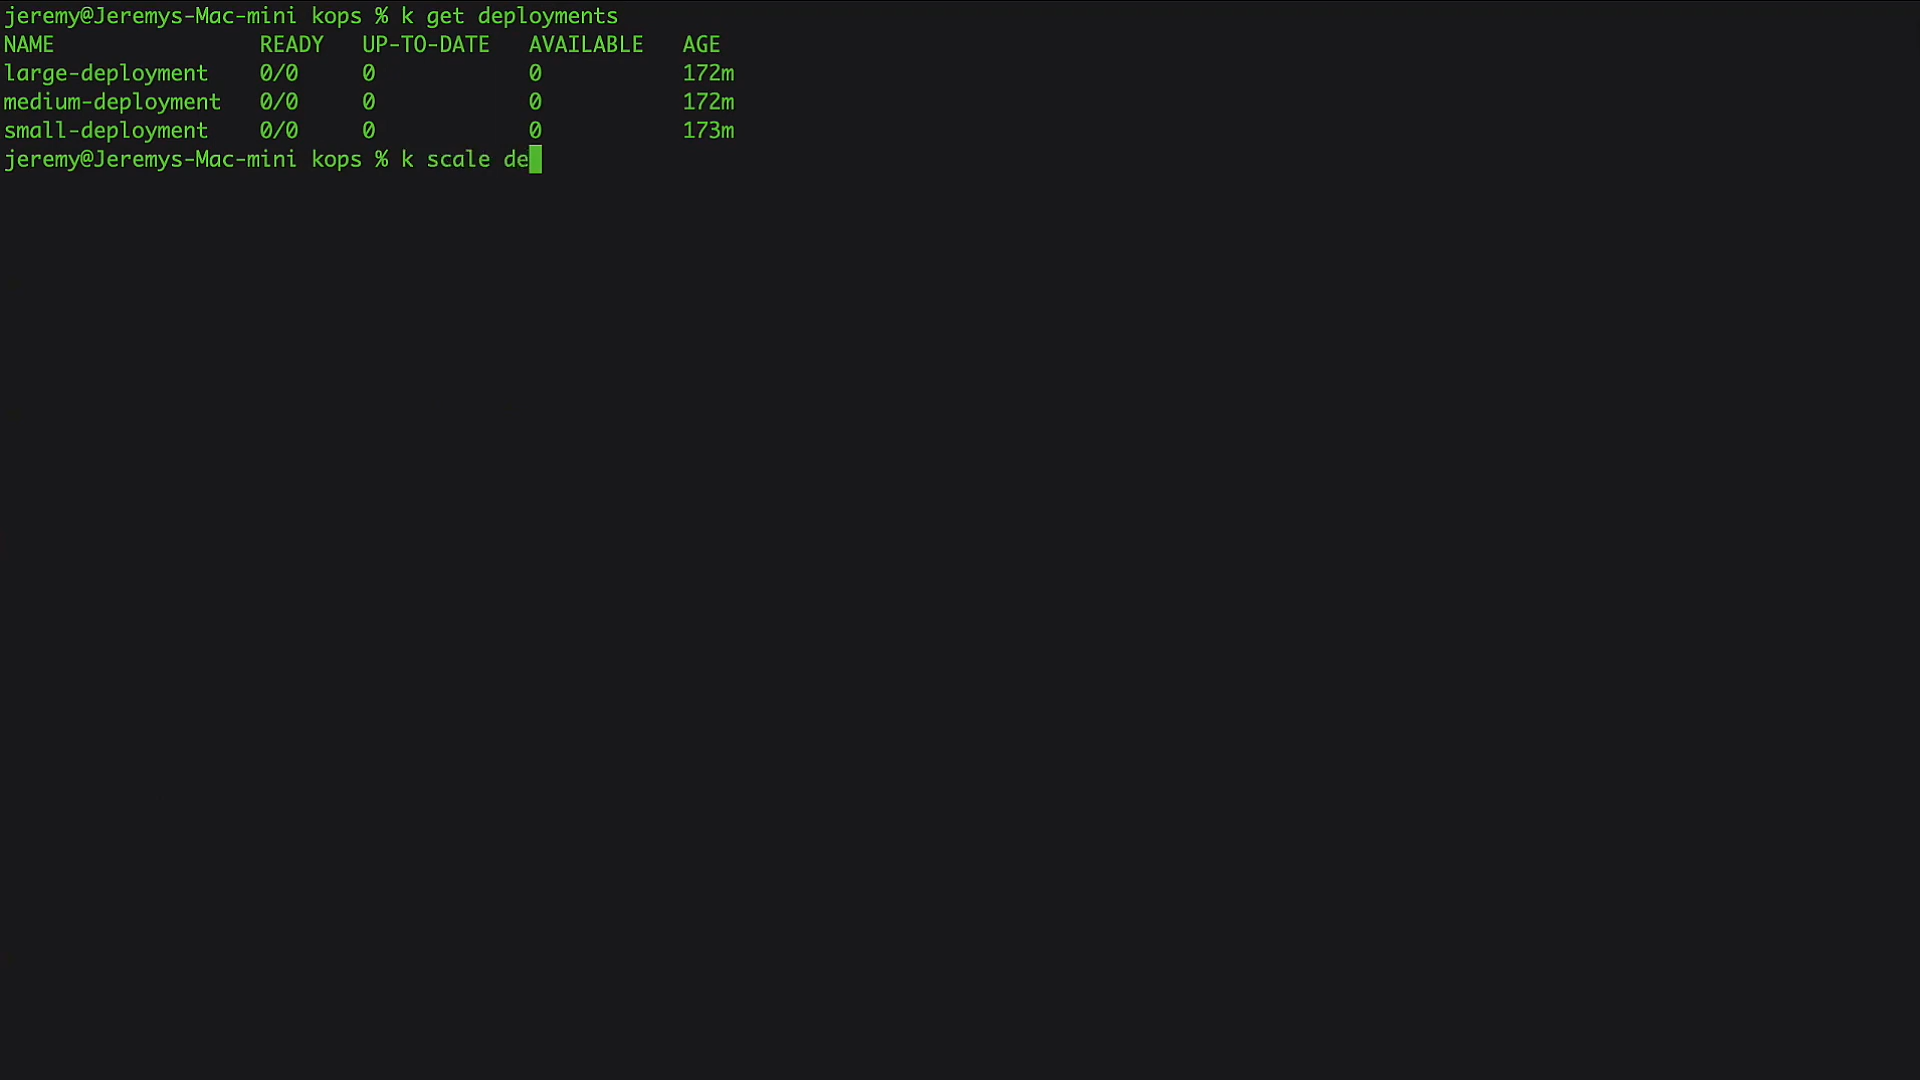 jeremy@Jeremys-Mac-mini kops % k get deployments
NAME                READY   UP-TO-DATE   AVAILABLE   AGE
large-deployment    0/0     0            0           172m
medium-deployment   0/0     0            0           172m
small-deployment    0/0     0            0           173m
jeremy@Jeremys-Mac-mini kops % k scale de